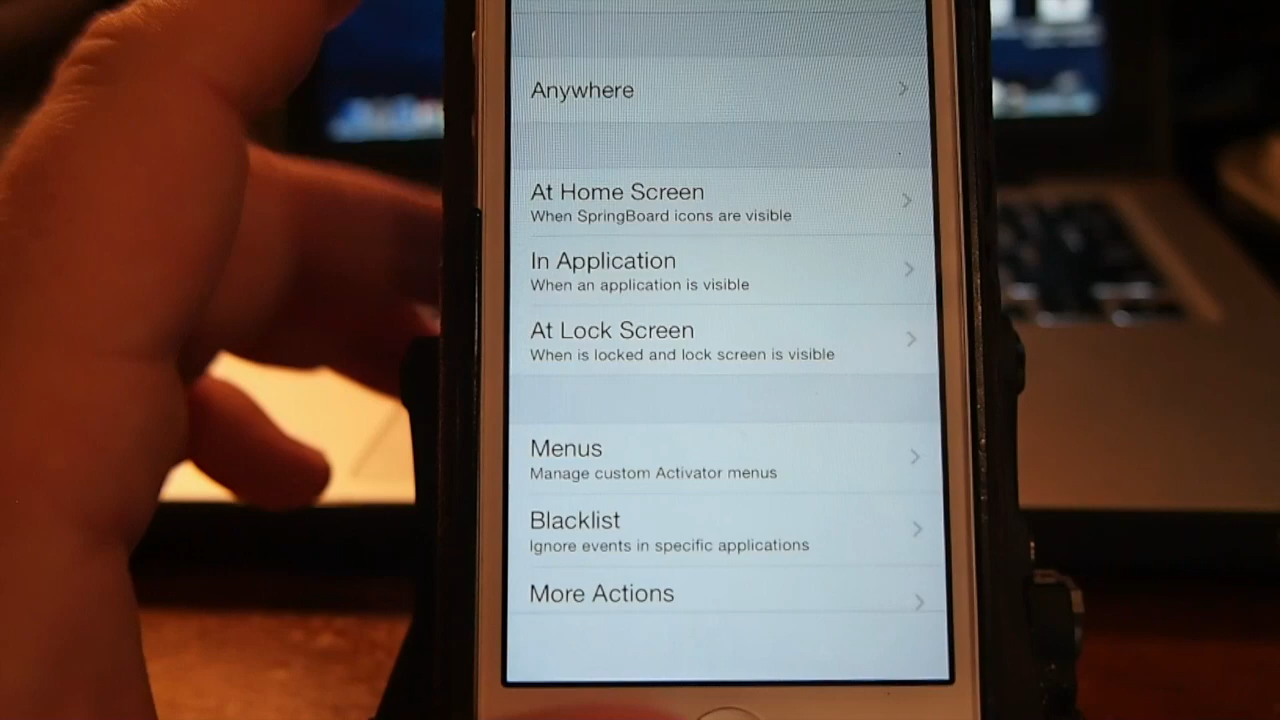 Anywhere
At Home Screen
When SpringBoard icons are visible
In Application
When an application is visible
At Lock Screen
When is locked and lock screen is visible
Menus
Manage custom Activator menus
Blacklist
Ignore events in specific applications
More Actions